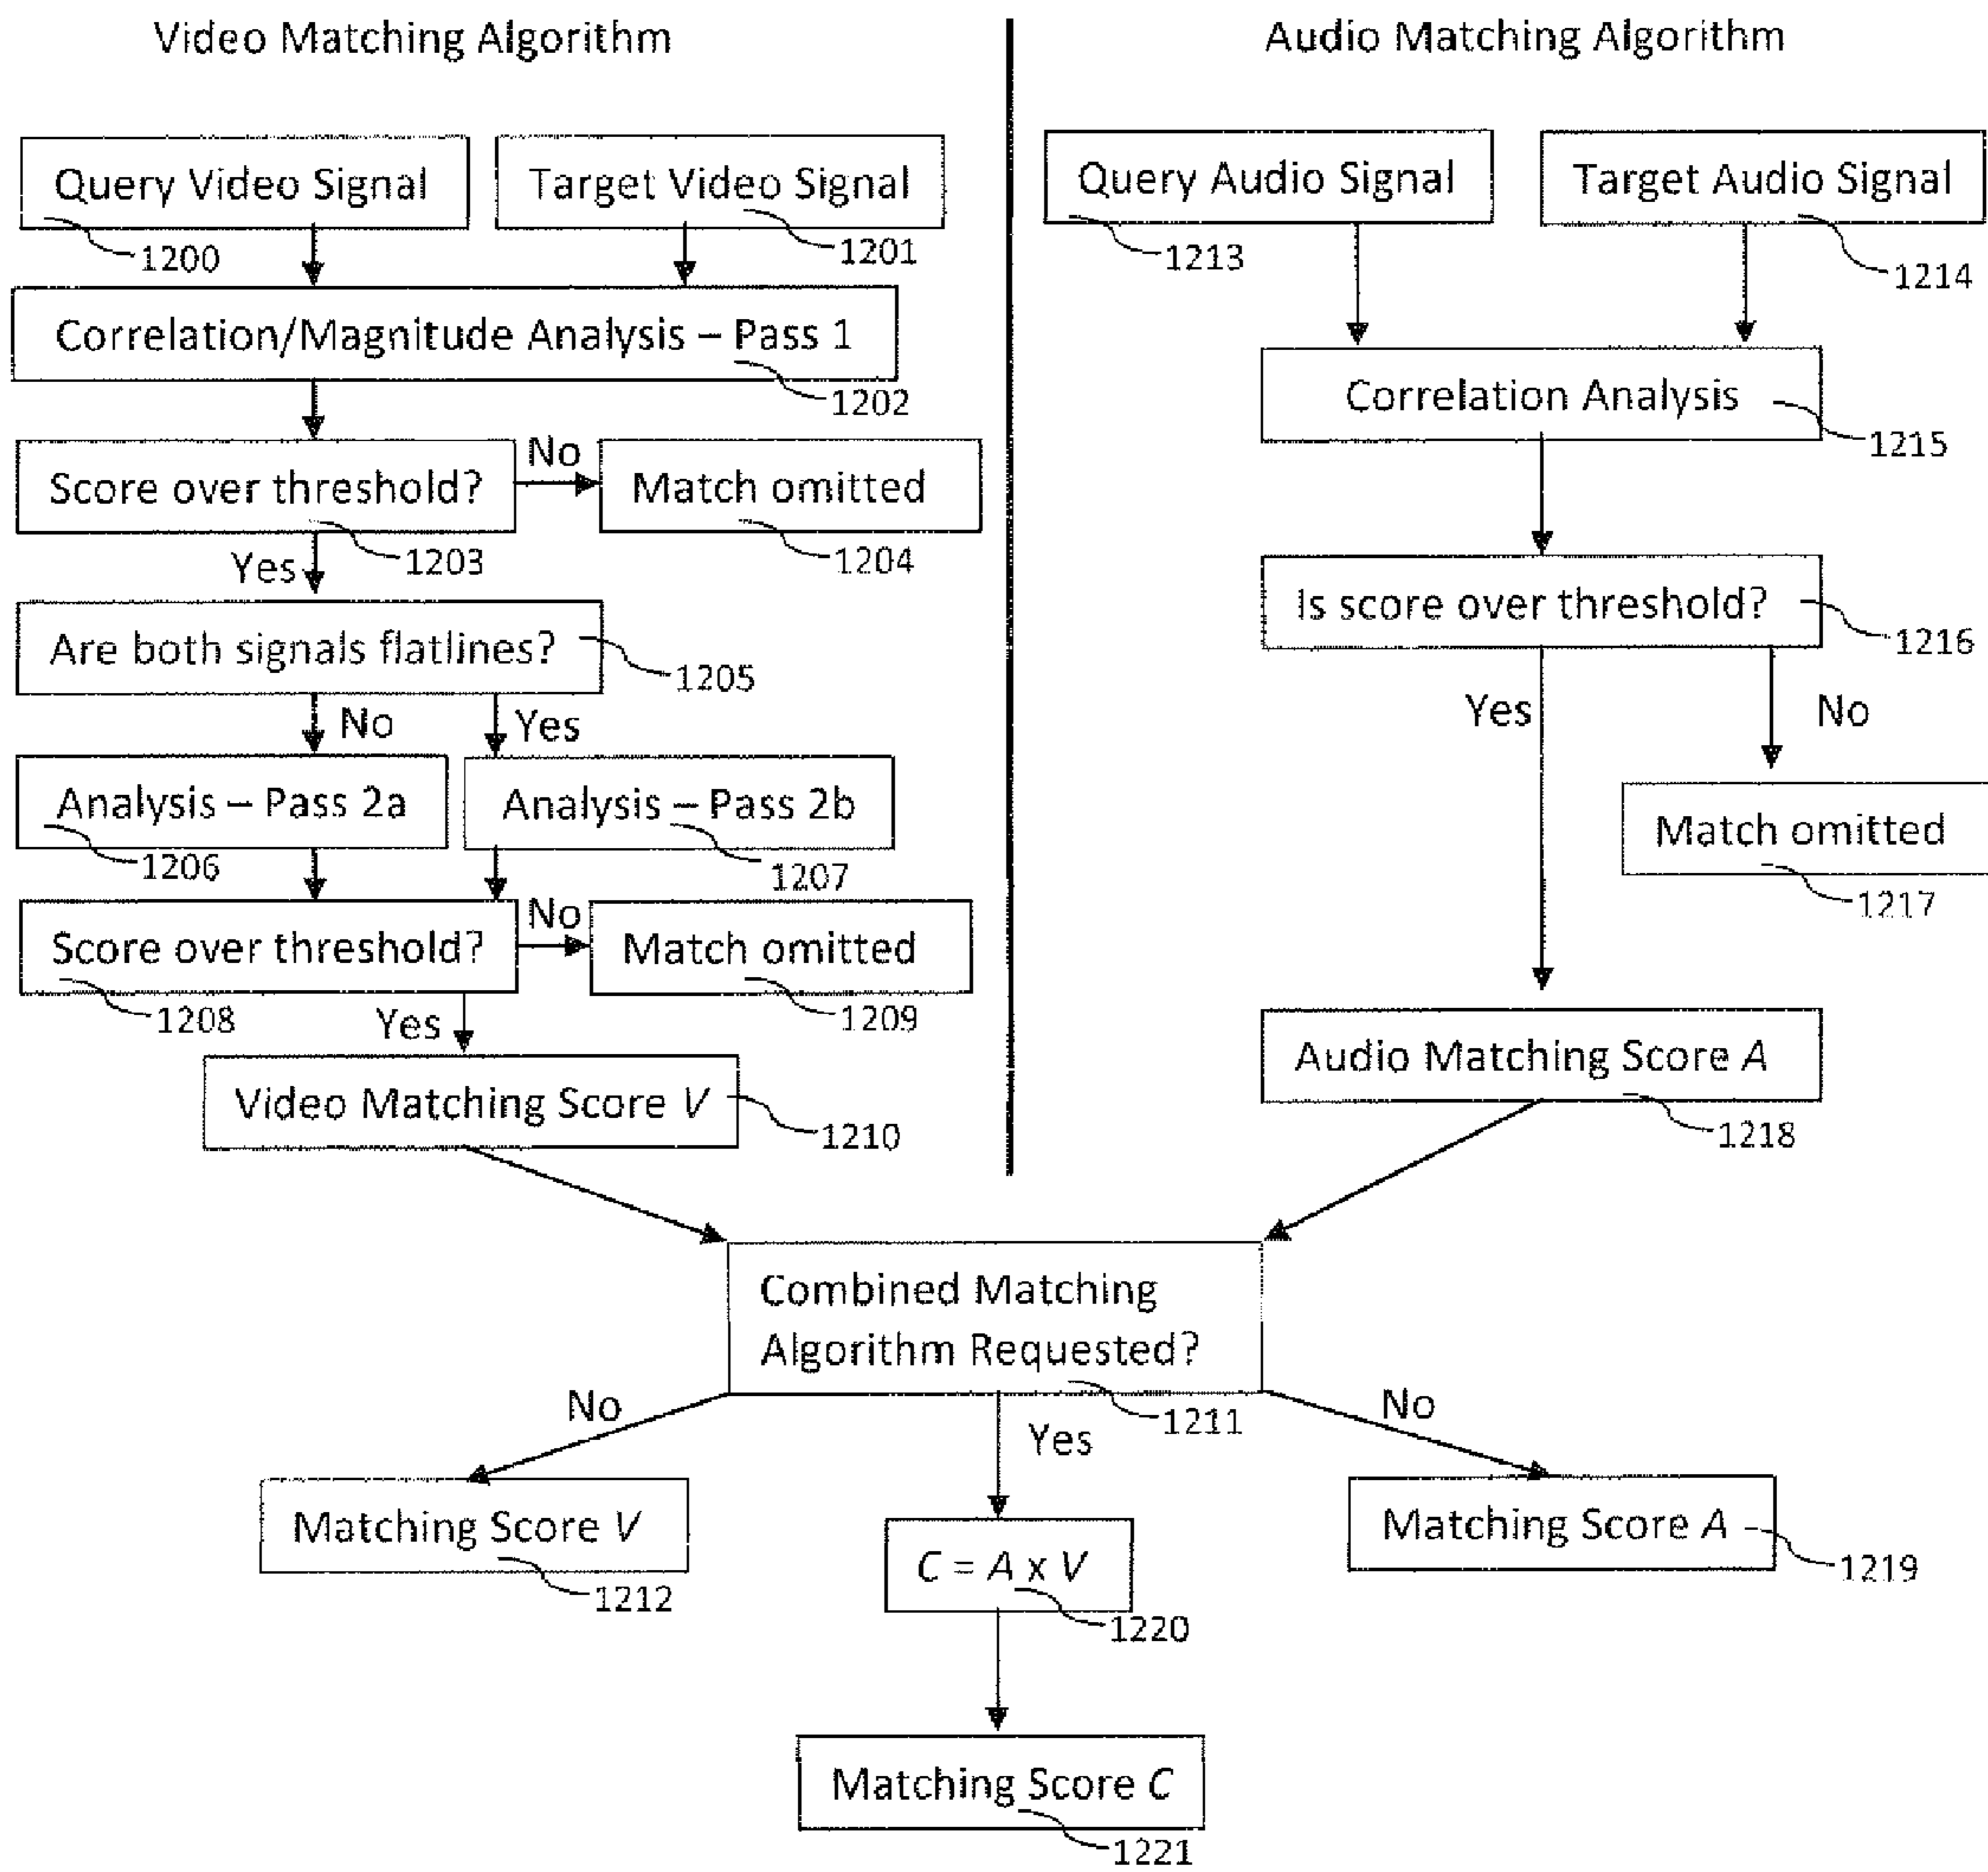 Video Matching Algorithm
Query Video Signal
1200
Target Video Signal
1201
Correlation/Magnitude Analysis – Pass 1
1202
Score over threshold?
1203
No
Match omitted
1204
Yes
Are both signals flatlines?
1205
No
Yes
Analysis – Pass 2a
1206
Analysis – Pass 2b
1207
Score over threshold?
1208
No
Match omitted
1209
Yes
Video Matching Score V
1210
Audio Matching Algorithm
Query Audio Signal
1213
Target Audio Signal
1214
Correlation Analysis
1215
Is score over threshold?
1216
Yes
No
Match omitted
1217
Audio Matching Score A
1218
Combined Matching
Algorithm Requested?
1211
No
Yes
No
Matching Score V
1212
C = A x V
1220
Matching Score A
1219
Matching Score C
1221